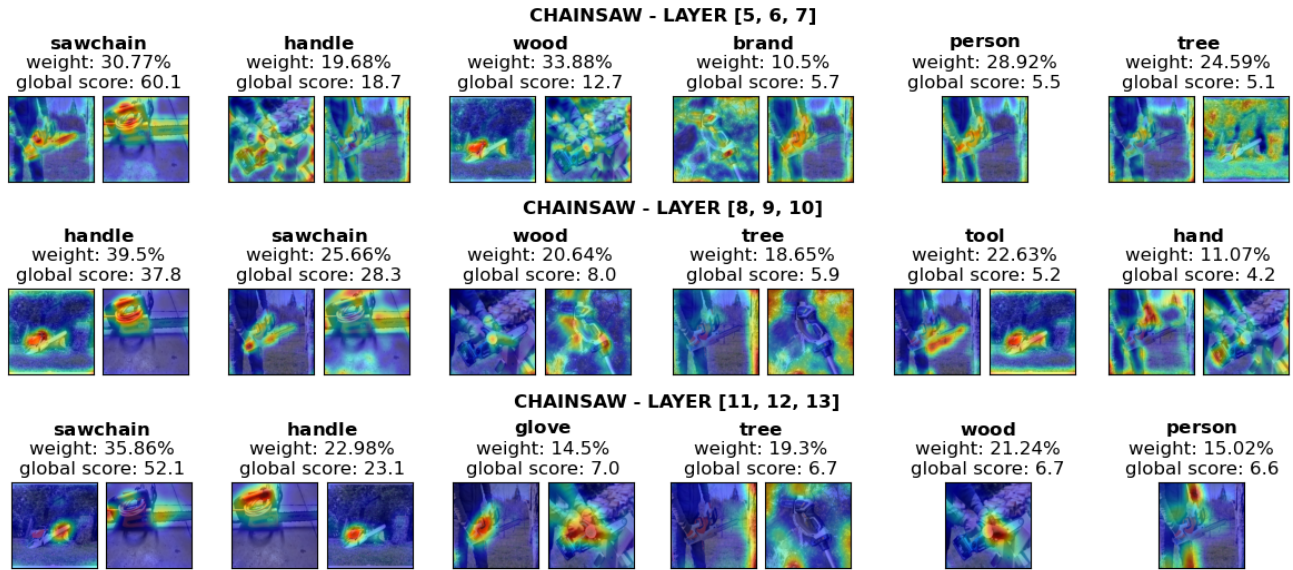 CHAINSAW - LAYER [5, 6, 7]
sawchain handle wood brand person tree
weight: 30.77% weight: 19.68% weight: 33.88% weight: 10.5% weight: 28.92% weight: 24.59%
global score: 60.1 global score: 18.7 global score: 12.7 global score: 5.7 global score: 5.5 global score: 5.1
CHAINSAW - LAYER [8, 9, 10]
handle sawchain wood tree tool hand
weight: 39.5% weight: 25.66% weight: 20.64% weight: 18.65% weight: 22.63% weight: 11.07%
global score: 37.8 global score: 28.3 global score: 8.0 global score: 5.9 global score: 5.2 global score: 4.2
CHAINSAW - LAYER [11, 12, 13]
sawchain handle glove tree wood person
weight: 35.86% weight: 22.98% weight: 14.5% weight: 19.3% weight: 21.24% weight: 15.02%
global score: 52.1 global score: 23.1 global score: 7.0 global score: 6.7 global score: 6.7 global score: 6.6